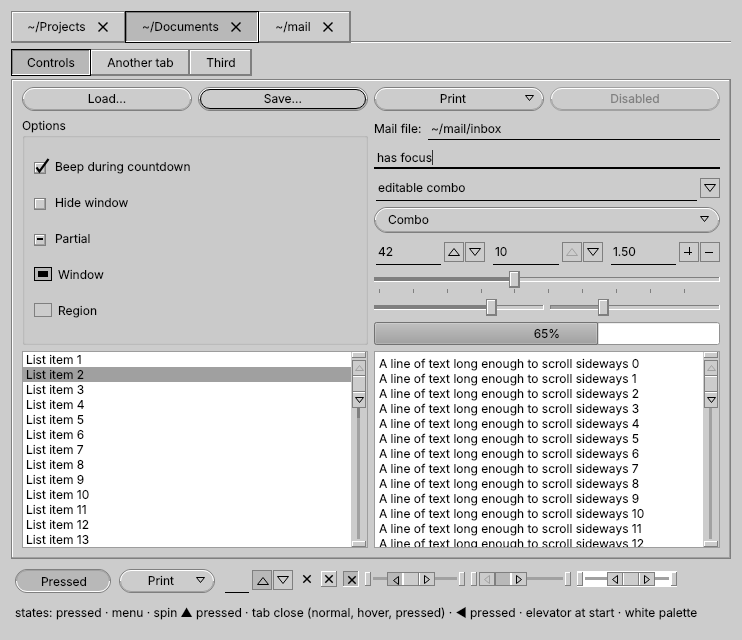 ~/Projects ~/Documents ~/mail
Controls Another tab Third
Load... Save... Print Disabled
Options
Mail file: ~/mail/inbox
has focus
Beep during countdown
editable combo
Hide window
Combo
Partial
42 10 1.50
Window
Region
65%
List item 1
List item 2
List item 3
List item 4
List item 5
List item 6
List item 7
List item 8
List item 9
List item 10
List item 11
List item 12
List item 13
A line of text long enough to scroll sideways 0
A line of text long enough to scroll sideways 1
A line of text long enough to scroll sideways 2
A line of text long enough to scroll sideways 3
A line of text long enough to scroll sideways 4
A line of text long enough to scroll sideways 5
A line of text long enough to scroll sideways 6
A line of text long enough to scroll sideways 7
A line of text long enough to scroll sideways 8
A line of text long enough to scroll sideways 9
A line of text long enough to scroll sideways 10
A line of text long enough to scroll sideways 11
A line of text long enough to scroll sideways 12
Pressed Print
states: pressed · menu · spin ▲ pressed · tab close (normal, hover, pressed) · ◀ pressed · elevator at start · white palette